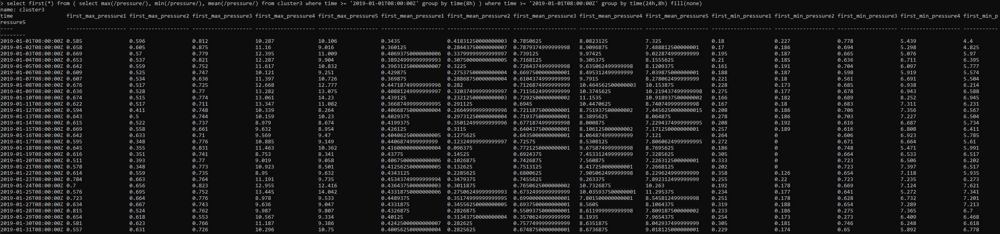 > select first(*) from ( select max(/pressure/), min(/pressure/), mean(/pressure/) from cluster3 where time >= '2019-01-01T08:00:00Z' group by time(8h) ) where time >= '2019-01-01T08:00:00Z' group by time(24h,8h) fill(none)
name: cluster3
time first_max_pressure1 first_max_pressure2 first_max_pressure3 first_max_pressure4 first_max_pressure5 first_mean_pressure1 first_mean_pressure2 first_mean_pressure3 first_mean_pressure4 first_mean_pressure5 first_min_pressure1 first_min_pressure2 first_min_pressure3 first_min_pressure4 first_min_p
ressure5
---- ------------------- ------------------- ------------------- ------------------- ------------------- -------------------- -------------------- -------------------- -------------------- -------------------- ------------------- ------------------- ------------------- ------------------- -----------
--------
2019-01-01T08:00:00Z 0.585 0.596 0.812 10.287 10.106 0.3435 0.41831250000000003 0.7850625 8.0823125 7.325 0.18 0.227 0.778 5.439 4.4
2019-01-02T08:00:00Z 0.658 0.605 0.875 11.16 9.016 0.360125 0.28443750000000007 0.7879374999999998 8.9096875 7.488812500000001 0.17 0.186 0.694 5.298 4.825
2019-01-03T08:00:00Z 0.669 0.57 0.779 12.395 11.009 0.40693750000000006 0.33799999999999997 0.739125 9.97425 9.022874999999999 0.195 0.187 0.665 5.076 5.97
2019-01-04T08:00:00Z 0.653 0.537 0.821 12.287 9.904 0.38924999999999993 0.30750000000000005 0.7168125 9.305375 8.1555625 0.21 0.185 0.636 6.711 6.395
2019-01-05T08:00:00Z 0.642 0.559 0.752 11.617 10.832 0.3963125000000007 0.3225 0.7264374999999998 9.635062499999998 8.1209375 0.161 0.191 0.704 6.097 5.777
2019-01-06T08:00:00Z 0.609 0.525 0.747 10.121 9.251 0.429875 0.27537500000000004 0.6697500000000001 8.495312499999999 7.039875000000001 0.188 0.187 0.598 5.919 5.574
2019-01-07T08:00:00Z 0.607 0.534 0.636 11.397 10.726 0.369875 0.28868750000000004 0.6104374999999999 9.7915 8.278062499999999 0.221 0.18 0.561 6.691 5.504
2019-01-08T08:00:00Z 0.676 0.517 0.725 12.668 12.777 0.44718749999999996 0.282 0.7126874999999999 10.464562500000003 10.153875 0.228 0.173 0.685 6.938 6.214
2019-01-09T08:00:00Z 0.636 0.528 0.77 13.282 13.075 0.40881249999999997 0.32037499999999997 0.7115624999999999 10.3745625 10.219437499999998 0.275 0.177 0.678 6.943 6.588
2019-01-10T08:00:00Z 0.674 0.515 0.774 13.061 14.23 0.439125 0.23212500000000003 0.7292500000000002 11.1535 10.918937500000002 0.166 0.182 0.689 8.252 6.945
2019-01-11T08:00:00Z 0.622 0.517 0.711 13.347 11.082 0.36687499999999995 0.291125 0.6945 10.4470625 8.740749999999998 0.167 0.18 0.683 7.311 6.231
2019-01-12T08:00:00Z 0.594 0.411 0.748 10.339 8.264 0.40668750000000004 0.26649999999999996 0.7211875000000001 8.751937500000002 7.4456250000000015 0.208 0.186 0.706 7.356 6.567
2019-01-13T08:00:00Z 0.643 0.5 0.744 10.159 10.23 0.4029375 0.29731250000000004 0.7193750000000001 8.3895625 8.064875 0.278 0.186 0.703 7.227 6.504
2019-01-14T08:00:00Z 0.615 0.522 0.737 8.979 8.674 0.4199375 0.35012499999999996 0.6771874999999998 8.000875 7.2294374999999995 0.208 0.192 0.616 6.687 5.734
2019-01-15T08:00:00Z 0.669 0.558 0.661 9.632 8.954 0.426125 0.3115 0.6404375000000001 8.106125000000002 7.171250000000001 0.257 0.189 0.616 6.808 6.411
2019-01-16T08:00:00Z 0.642 0.633 0.71 9.569 9.47 0.40406250000000005 0.1275625 0.6435000000000001 8.064874999999999 7.121 0.264 0 0.606 6.923 5.785
2019-01-17T08:00:00Z 0.595 0.348 0.776 10.885 9.149 0.4406874999999999 0.12324999999999997 0.72575 8.5308125 7.8060624999999995 0.272 0 0.671 6.664 5.61
2019-01-18T08:00:00Z 0.645 0.355 0.831 11.463 10.362 0.41600000000000004 0.096375 0.7721250000000001 9.675874999999998 8.7695625 0.186 0 0.748 5.471 5.991
2019-01-19T08:00:00Z 0.616 0.351 0.741 8.753 8.341 0.43775 0.14525 0.6924375 7.453312499999999 7.3285625 0.305 0 0.664 6.533 6.517
2019-01-20T08:00:00Z 0.511 0.393 0.77 9.019 9.058 0.40675000000000006 0.1026875 0.7426875 7.560875 7.226312500000001 0.333 0 0.723 6.506 6.202
2019-01-21T08:00:00Z 0.578 0.348 0.773 10.923 8.501 0.41256250000000005 0.132625 0.7513125 8.417250000000001 7.2668125 0.202 0 0.723 7.397 6.517
2019-01-22T08:00:00Z 0.614 0.559 0.735 8.95 9.632 0.4343125 0.2285625 0.6800625 7.905062499999998 8.229624999999999 0.358 0.126 0.654 7.118 5.935
2019-01-23T08:00:00Z 0.784 0.663 0.764 11.191 9.735 0.45343749999999994 0.3479375 0.7455625 9.263375 7.892312499999999 0.255 0.22 0.723 7.235 6.273
2019-01-24T08:00:00Z 0.7 0.656 0.823 12.955 12.416 0.43643750000000003 0.3011875 0.7650625000000002 10.7326875 10.263 0.192 0.178 0.669 7.124 7.621
2019-01-25T08:00:00Z 0.576 0.695 0.752 13.445 14.042 0.43318750000000006 0.27506249999999993 0.6732499999999999 10.035937500000001 11.295375 0.234 0.177 0.641 5.272 7.341
2019-01-26T08:00:00Z 0.723 0.664 0.776 8.978 9.533 0.4489375 0.35174999999999995 0.6990000000000001 7.801500000000001 8.545812499999998 0.251 0.178 0.628 6.732 7.201
2019-01-27T08:00:00Z 0.634 0.667 0.743 9.636 9.047 0.4331875 0.34556250000000005 0.6937500000000001 8.5605 8.1064375 0.319 0.188 0.654 7.289 7.213
2019-01-28T08:00:00Z 0.815 0.524 0.762 9.987 9.807 0.4326875 0.2826875 0.5509375000000001 8.611999999999998 7.809187500000002 0.233 0.186 0.275 7.365 6.7
2019-01-29T08:00:00Z 0.654 0.618 0.553 10.567 9.334 0.40125 0.31343750000000004 0.3570624999999999 8.1935 7.9654375 0.254 0.173 0.273 6.409 6.468
2019-01-30T08:00:00Z 0.581 0.623 0.766 11.187 9.386 0.42425000000000007 0.282625 0.7577499999999999 8.6351875 8.042937499999999 0.305 0.181 0.746 6.248 6.618
2019-01-31T08:00:00Z 0.557 0.631 0.726 10.296 10.75 0.40056250000000004 0.2825625 0.6748750000000001 8.6736875 9.018125000000001 0.229 0.174 0.65 5.892 6.778